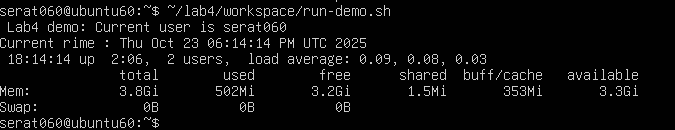 serat060@ubuntu60:~$ ~/lab4/workspace/run-demo.sh
 Lab4 demo: Current user is serat060
Current rime : Thu Oct 23 06:14:14 PM UTC 2025
 18:14:14 up  2:06,  2 users,  load average: 0.09, 0.08, 0.03
               total        used        free      shared  buff/cache   available
Mem:           3.8Gi       502Mi       3.2Gi       1.5Mi       353Mi       3.3Gi
Swap:             0B          0B          0B
serat060@ubuntu60:~$